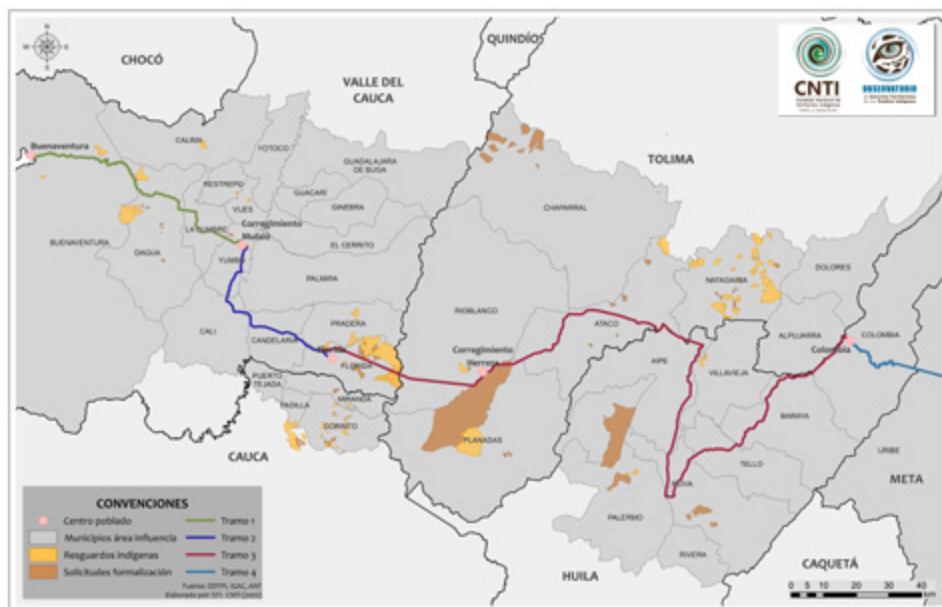 CHOCÓ
QUINDÍO
VALLE DEL
CAUCA
CNTI
OBSERVATORIO
TOLIMA
Buenaventura
CALIMA
YOTOCO
GUADALAJARA
DE BUGA
RESTREPO
GUACARI
VIJES
GINEBRA
CHAPARRAL
LA CUMBRE
Corregimiento
Mulaló
EL CERRITO
BUENAVENTURA
DAGUA
YUMBO
PALMIRA
NATAGAIMA
DOLORES
RIOBLANCO
PRADERA
ATACO
ALPUJARRA
COLOMBIA
CALI
CANDELARIA
Corregimiento
Herrera
Colombia
FLORIDA
AIPE
VILLAVIEJA
PUERTO
TEJADA
MIRANDA
PADILLA
CORINTO
BARAYA
PLANADAS
CAUCA
TELLO
URIBE
META
NEIVA
PALERMO
RIVERA
HUILA
CAQUETÁ
CONVENCIONES
Centro poblado
Municipios área influencia
Resguardos indígenas
Solicitudes formalización
Tramo 1
Tramo 2
Tramo 3
Tramo 4
0 5 10 20 30 40
km